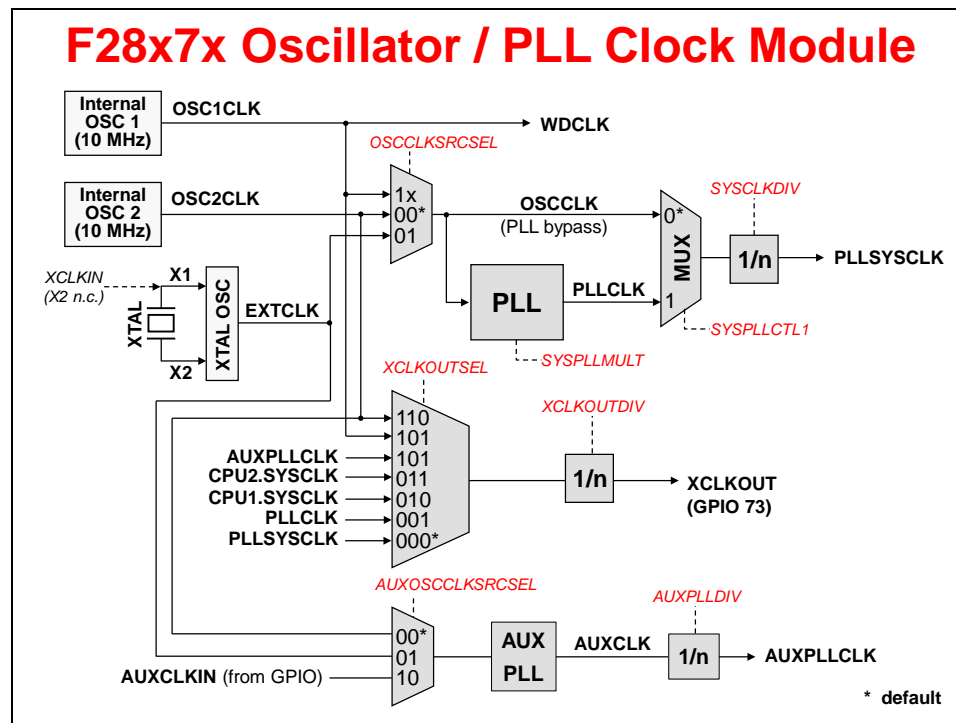 F28x7x Oscillator / PLL Clock Module
Internal
OSC 1
(10 MHz)
OSC1CLK
WDCLK
OSCCLKSRCSEL
Internal
OSC 2
(10 MHz)
OSC2CLK
1x
00*
01
OSCCLK
(PLL bypass)
SYSCLKDIV
0*
MUX
1
1/n
PLLSYSCLK
XCLKIN
(X2 n.c.)
X1
XTAL
X2
XTAL OSC
EXTCLK
PLL
PLLCLK
SYSPLLCTL1
SYSPLLMULT
XCLKOUTSEL
XCLKOUTDIV
110
101
AUXPLLCLK
101
CPU2.SYSCLK
011
CPU1.SYSCLK
010
PLLCLK
001
PLLSYSCLK
000*
1/n
XCLKOUT
(GPIO 73)
AUXOSCCLKSRCSEL
AUXPLLDIV
00*
01
AUXCLKIN (from GPIO)
10
AUX
PLL
AUXCLK
1/n
AUXPLLCLK
* default